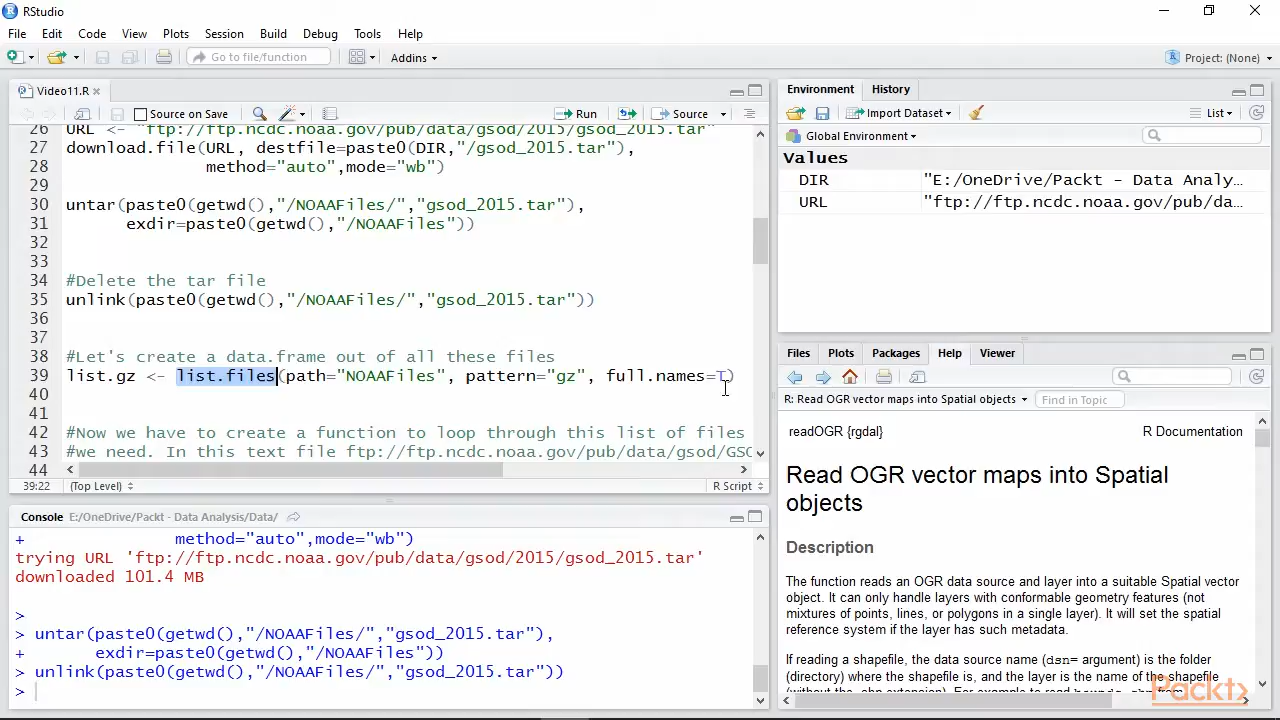 RStudio
File Edit Code View Plots Session Build Debug Tools Help
Go to file/function Addins Project: (None)
Video11.R
Source on Save Run Source
26 URL <- "ftp://ftp.ncdc.noaa.gov/pub/data/gsod/2015/gsod_2015.tar"
27 download.file(URL, destfile=paste0(DIR,"/gsod_2015.tar"),
28 method="auto",mode="wb")
29
30 untar(paste0(getwd(),"/NOAAFiles/","gsod_2015.tar"),
31 exdir=paste0(getwd(),"/NOAAFiles"))
32
33
34 #Delete the tar file
35 unlink(paste0(getwd(),"/NOAAFiles/","gsod_2015.tar"))
36
37
38 #Let's create a data.frame out of all these files
39 list.gz <- list.files(path="NOAAFiles", pattern="gz", full.names=T)
40
41
42 #Now we have to create a function to loop through this list of files
43 #we need. In this text file ftp://ftp.ncdc.noaa.gov/pub/data/gsod/GSO
44
39:22 (Top Level) R Script
Console E:/OneDrive/Packt - Data Analysis/Data/
+ method="auto",mode="wb")
trying URL 'ftp://ftp.ncdc.noaa.gov/pub/data/gsod/2015/gsod_2015.tar'
downloaded 101.4 MB
>
> untar(paste0(getwd(),"/NOAAFiles/","gsod_2015.tar"),
+ exdir=paste0(getwd(),"/NOAAFiles"))
> unlink(paste0(getwd(),"/NOAAFiles/","gsod_2015.tar"))
>
Environment History
Import Dataset List
Global Environment
Values
DIR "E:/OneDrive/Packt - Data Analy…
URL "ftp://ftp.ncdc.noaa.gov/pub/da…
Files Plots Packages Help Viewer
R: Read OGR vector maps into Spatial objects Find in Topic
readOGR {rgdal} R Documentation
Read OGR vector maps into Spatial
objects
Description
The function reads an OGR data source and layer into a suitable Spatial vector
object. It can only handle layers with conformable geometry features (not
mixtures of points, lines, or polygons in a single layer). It will set the spatial
reference system if the layer has such metadata.
If reading a shapefile, the data source name (dsn= argument) is the folder
(directory) where the shapefile is, and the layer is the name of the shapefile
Packt